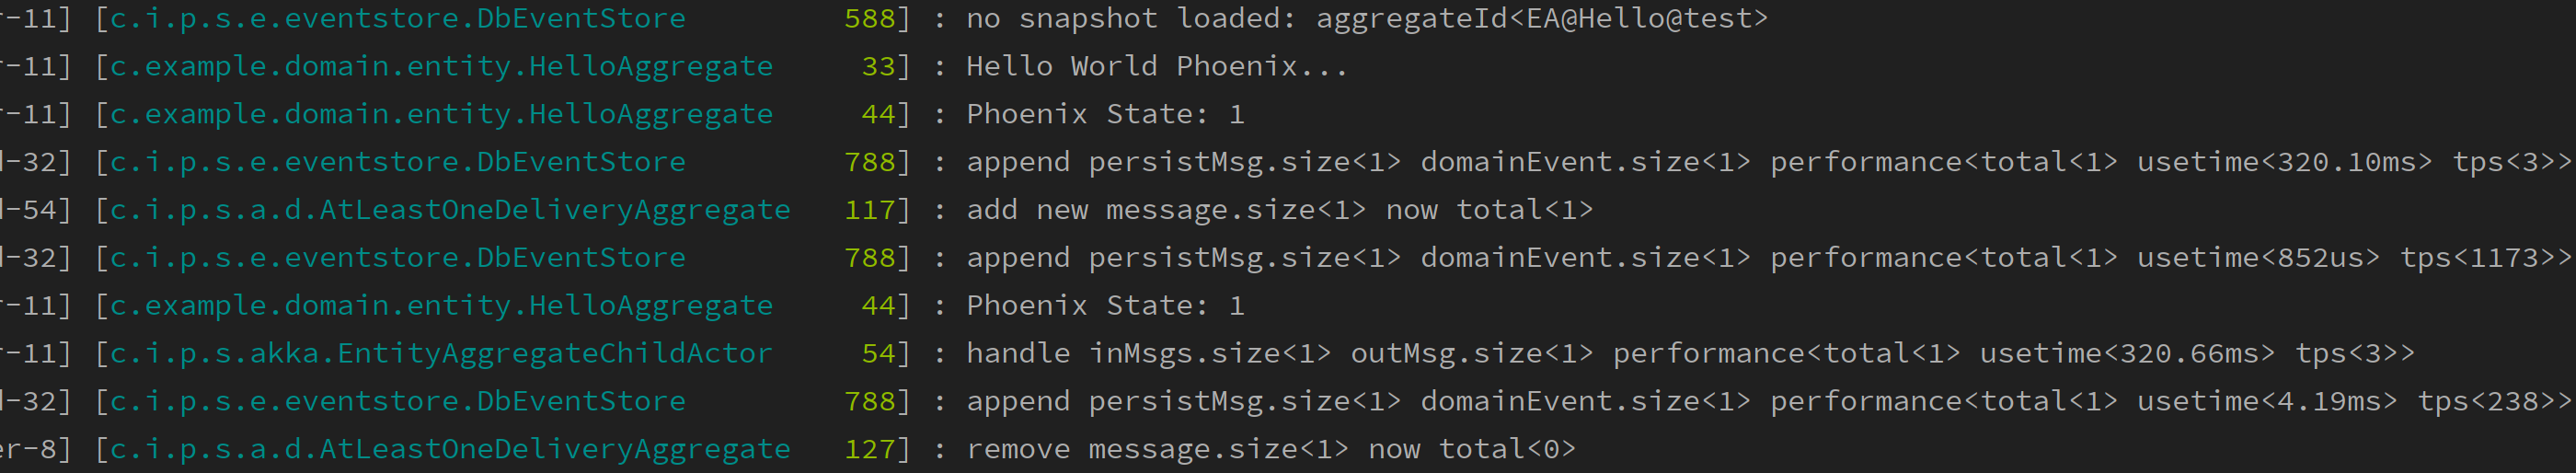 r-11] [c.i.p.s.e.eventstore.DbEventStore 588] : no snapshot loaded: aggregateId<EA@Hello@test>
r-11] [c.example.domain.entity.HelloAggregate 33] : Hello World Phoenix...
r-11] [c.example.domain.entity.HelloAggregate 44] : Phoenix State: 1
d-32] [c.i.p.s.e.eventstore.DbEventStore 788] : append persistMsg.size<1> domainEvent.size<1> performance<total<1> usetime<320.10ms> tps<3>>
d-54] [c.i.p.s.a.d.AtLeastOneDeliveryAggregate 117] : add new message.size<1> now total<1>
d-32] [c.i.p.s.e.eventstore.DbEventStore 788] : append persistMsg.size<1> domainEvent.size<1> performance<total<1> usetime<852us> tps<1173>>
r-11] [c.example.domain.entity.HelloAggregate 44] : Phoenix State: 1
r-11] [c.i.p.s.akka.EntityAggregateChildActor 54] : handle inMsgs.size<1> outMsg.size<1> performance<total<1> usetime<320.66ms> tps<3>>
d-32] [c.i.p.s.e.eventstore.DbEventStore 788] : append persistMsg.size<1> domainEvent.size<1> performance<total<1> usetime<4.19ms> tps<238>>
er-8] [c.i.p.s.a.d.AtLeastOneDeliveryAggregate 127] : remove message.size<1> now total<0>